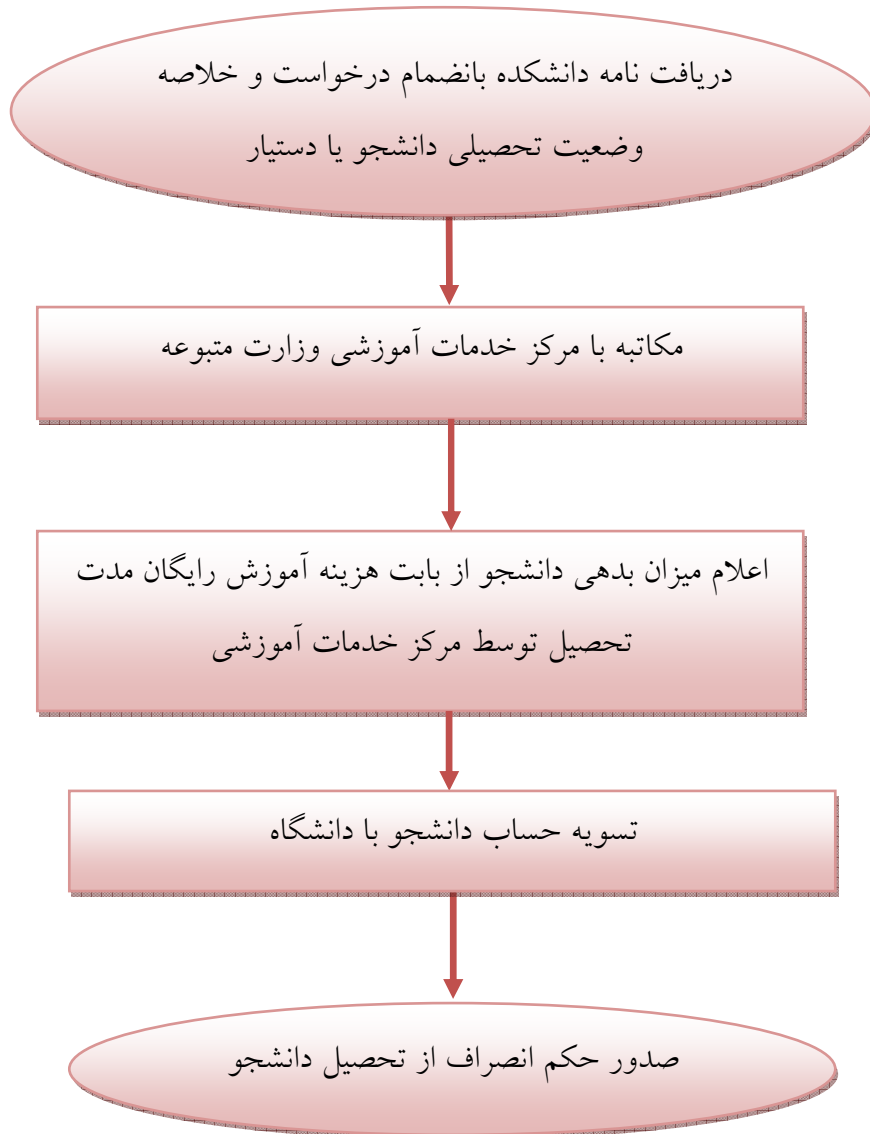 دریافت نامه دانشکده بانضمام درخواست و خلاصه
وضعیت تحصیلی دانشجو یا دستیار
مکاتبه با مرکز خدمات آموزشی وزارت متبوعه
اعلام میزان بدهی دانشجو از بابت هزینه آموزش رایگان مدت
تحصیل توسط مرکز خدمات آموزشی
تسویه حساب دانشجو با دانشگاه
صدور حکم انصراف از تحصیل دانشجو